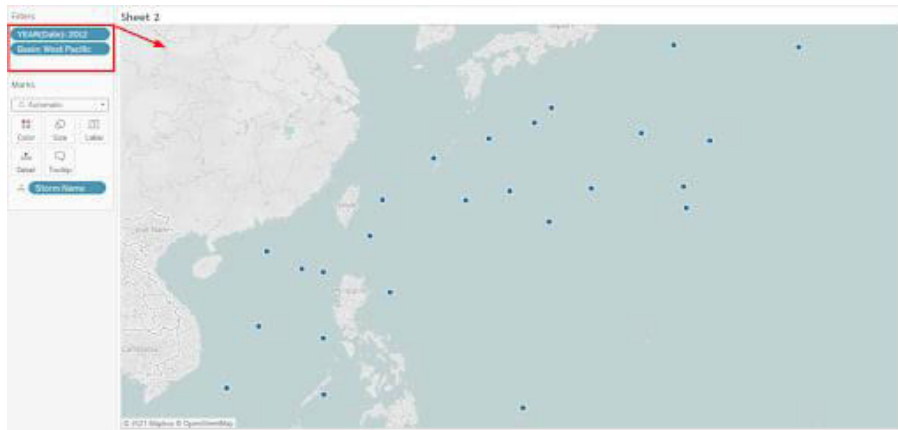 Filters
Sheet 2
YEAR(Date): 2012
Basin: West Pacific
Marks
Automatic
Color Size Label
Detail Tooltip
Storm Name
© 2021 Mapbox © OpenStreetMap